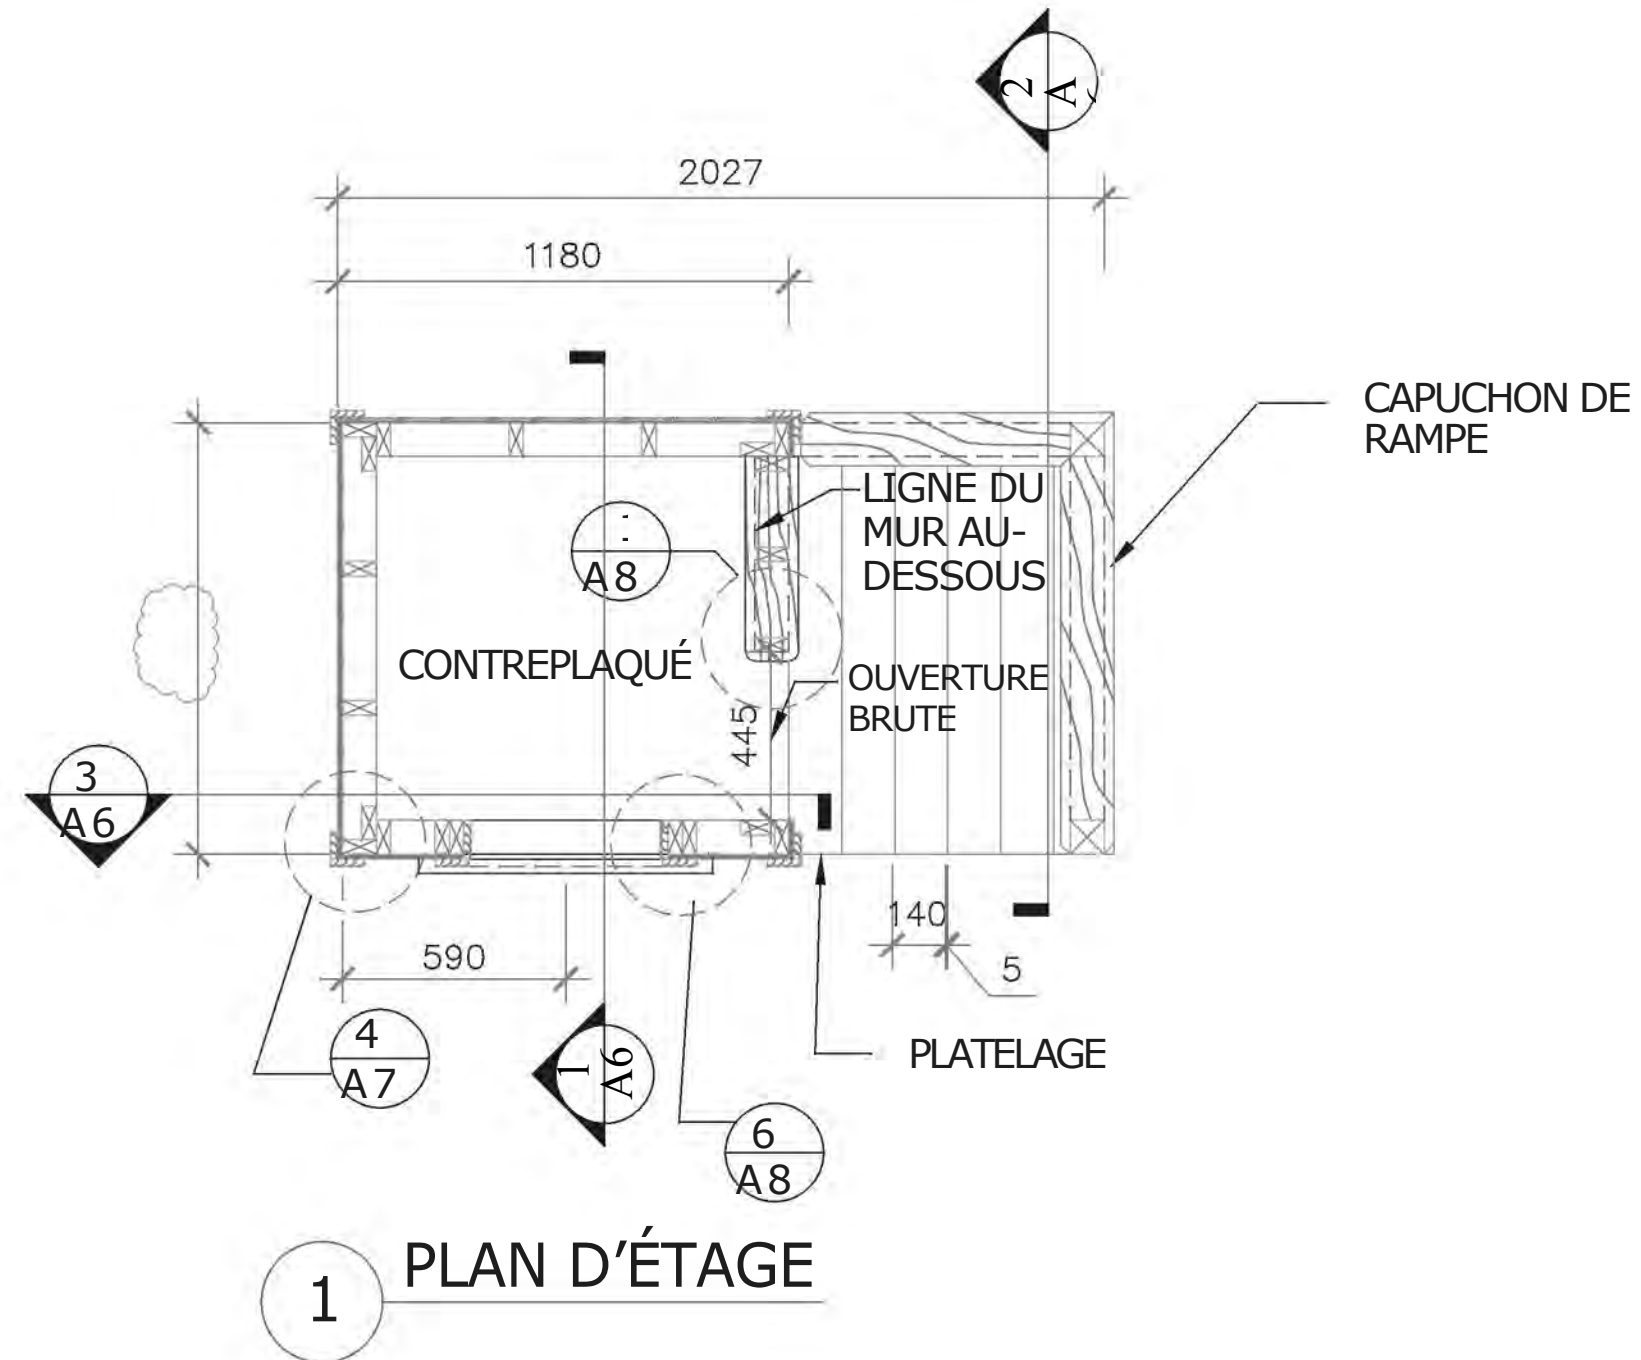 2
A
2027
1180
CAPUCHON DE
RAMPE
LIGNE DU
MUR AU-
DESSOUS
A8
CONTREPLAQUÉ
OUVERTURE
BRUTE
445
3
A6
140
5
590
4
A7
1
A6
PLATELAGE
6
A8
1
PLAN D'ÉTAGE